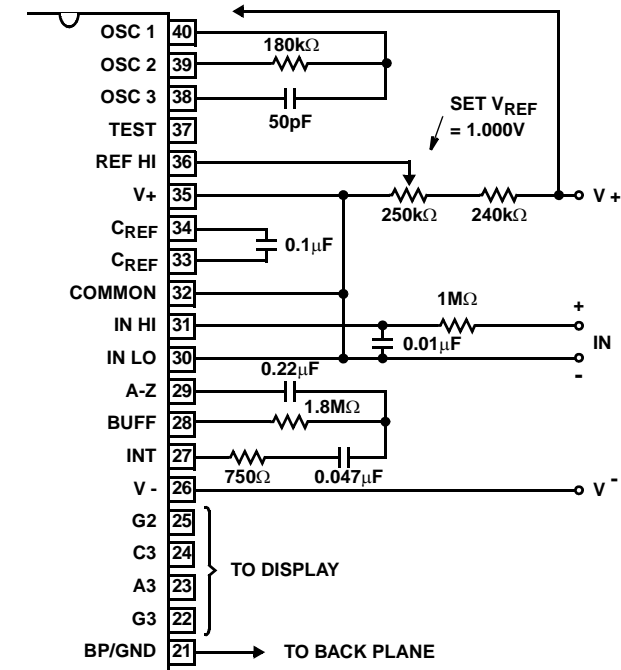 OSC 1 40
180kΩ
OSC 2 39
OSC 3 38
50pF
SET VREF
= 1.000V
TEST 37
REF HI 36
V+ 35
250kΩ 240kΩ V +
CREF 34
0.1µF
CREF 33
COMMON 32
1MΩ
+
IN HI 31
0.01µF IN
IN LO 30
-
0.22µF
A-Z 29
1.8MΩ
BUFF 28
INT 27
750Ω 0.047µF
V - 26 V -
G2 25
C3 24
TO DISPLAY
A3 23
G3 22
BP/GND 21 TO BACK PLANE